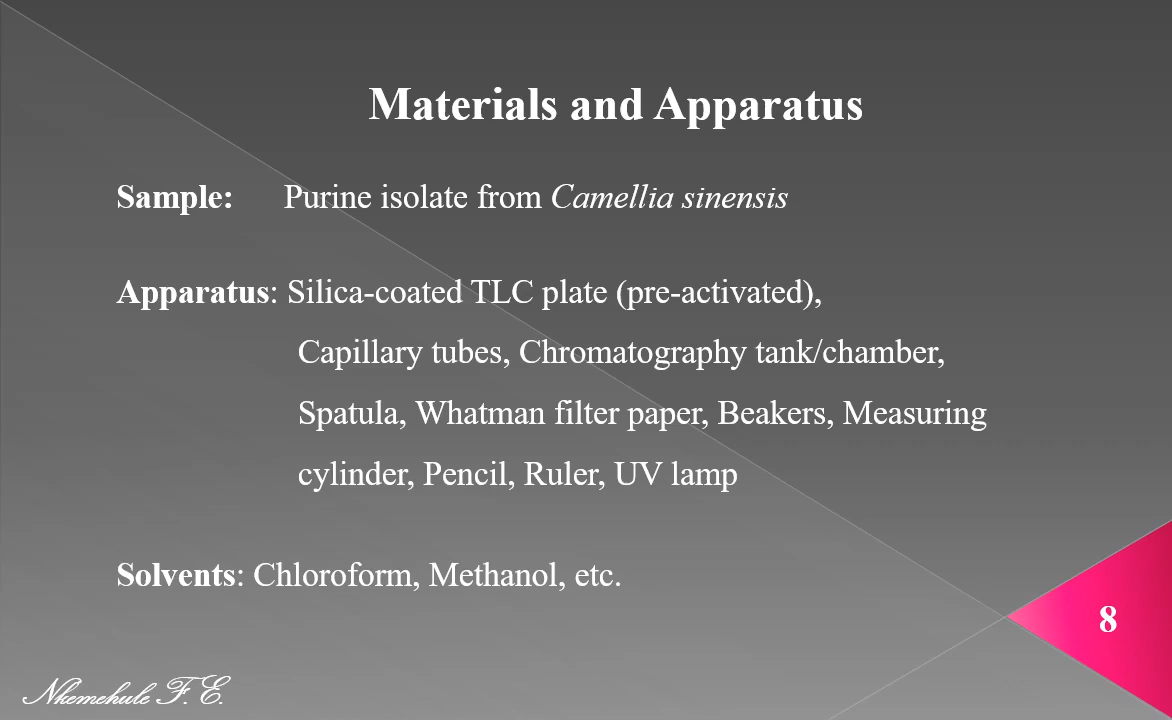 Materials and Apparatus
Sample: Purine isolate from Camellia sinensis
Apparatus: Silica-coated TLC plate (pre-activated),
Capillary tubes, Chromatography tank/chamber,
Spatula, Whatman filter paper, Beakers, Measuring
cylinder, Pencil, Ruler, UV lamp
Solvents: Chloroform, Methanol, etc.
8
Nkemehule F. E.